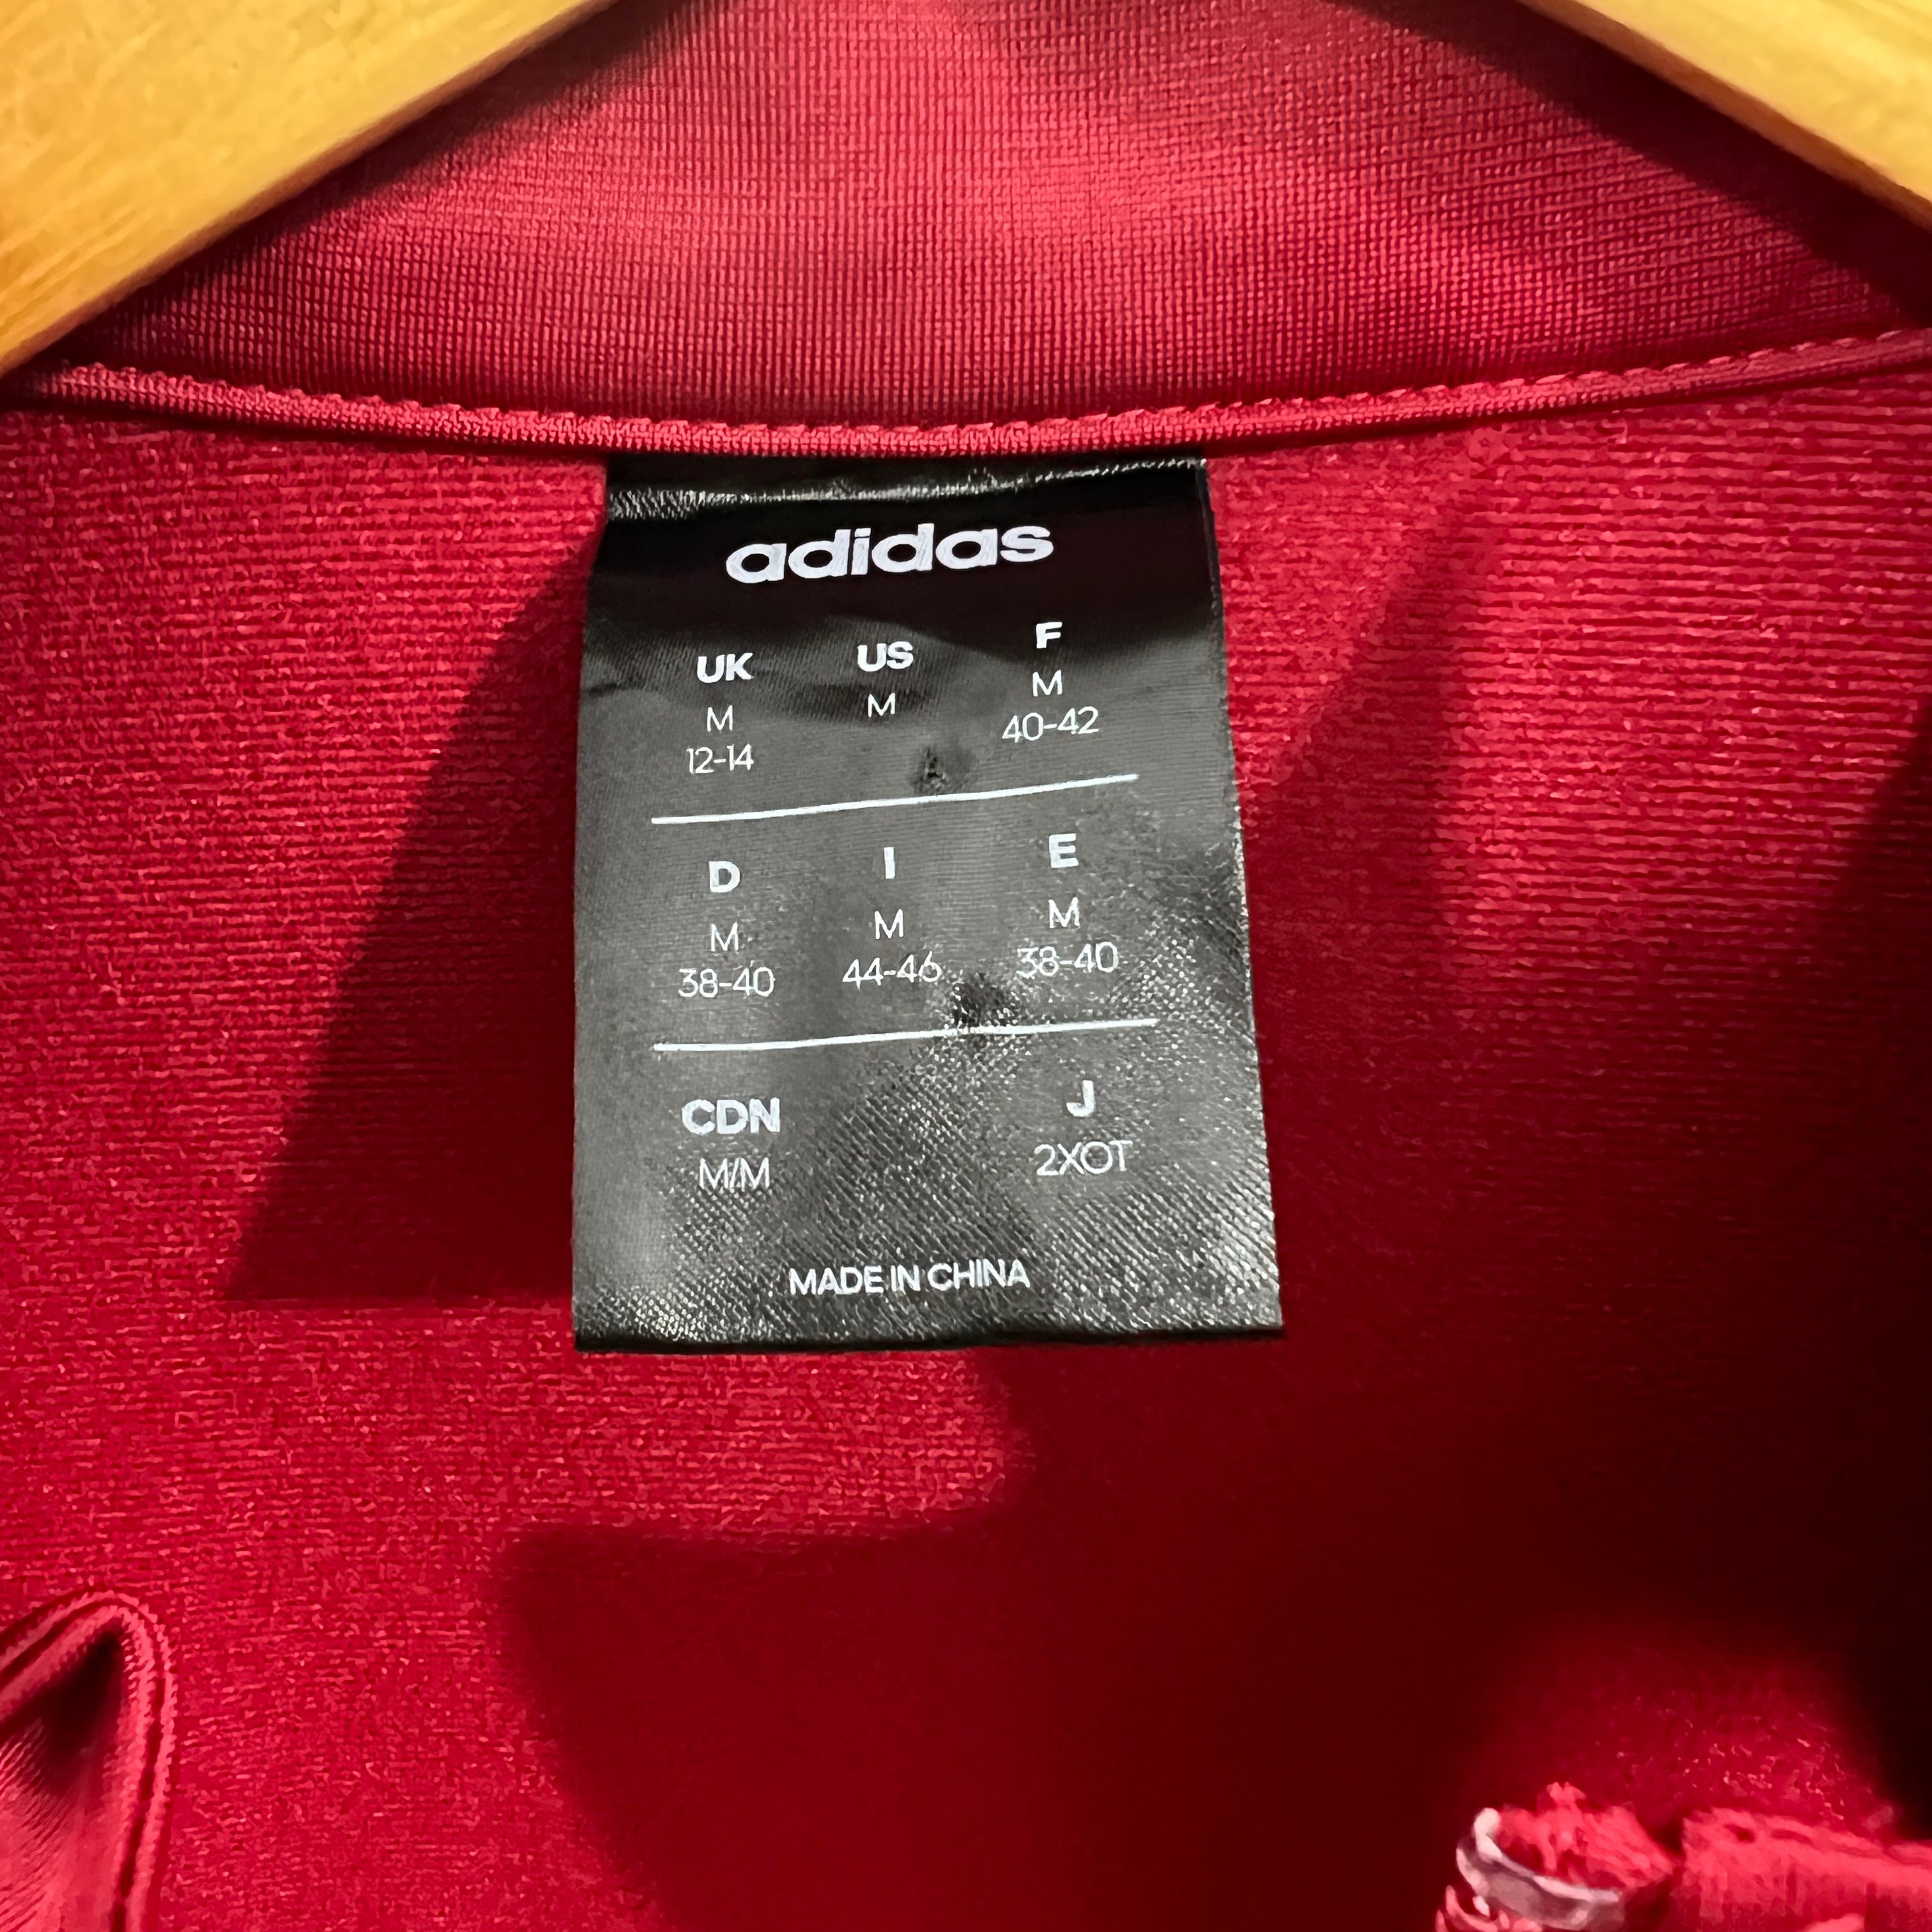 adidas
UK US F
M M M
12-14 40-42
D I E
M M M
38-40 44-46 38-40
CDN J
M/M 2XOT
MADE IN CHINA